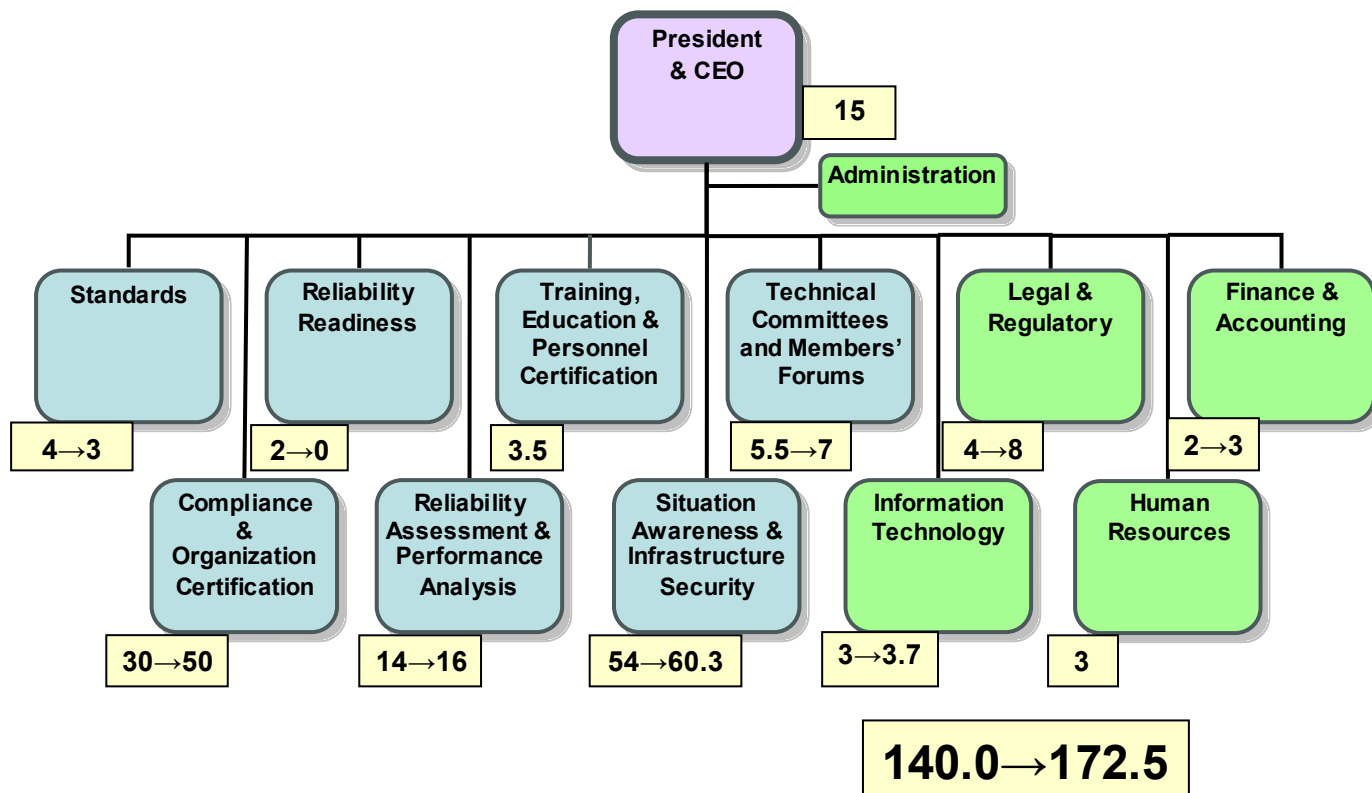 President
& CEO
15
Administration
Standards
4→3
Reliability
Readiness
2→0
Training,
Education &
Personnel
Certification
3.5
Technical
Committees
and Members’
Forums
5.5→7
Legal &
Regulatory
4→8
Finance &
Accounting
2→3
Compliance
&
Organization
Certification
30→50
Reliability
Assessment &
Performance
Analysis
14→16
Situation
Awareness &
Infrastructure
Security
54→60.3
Information
Technology
3→3.7
Human
Resources
3
140.0→172.5